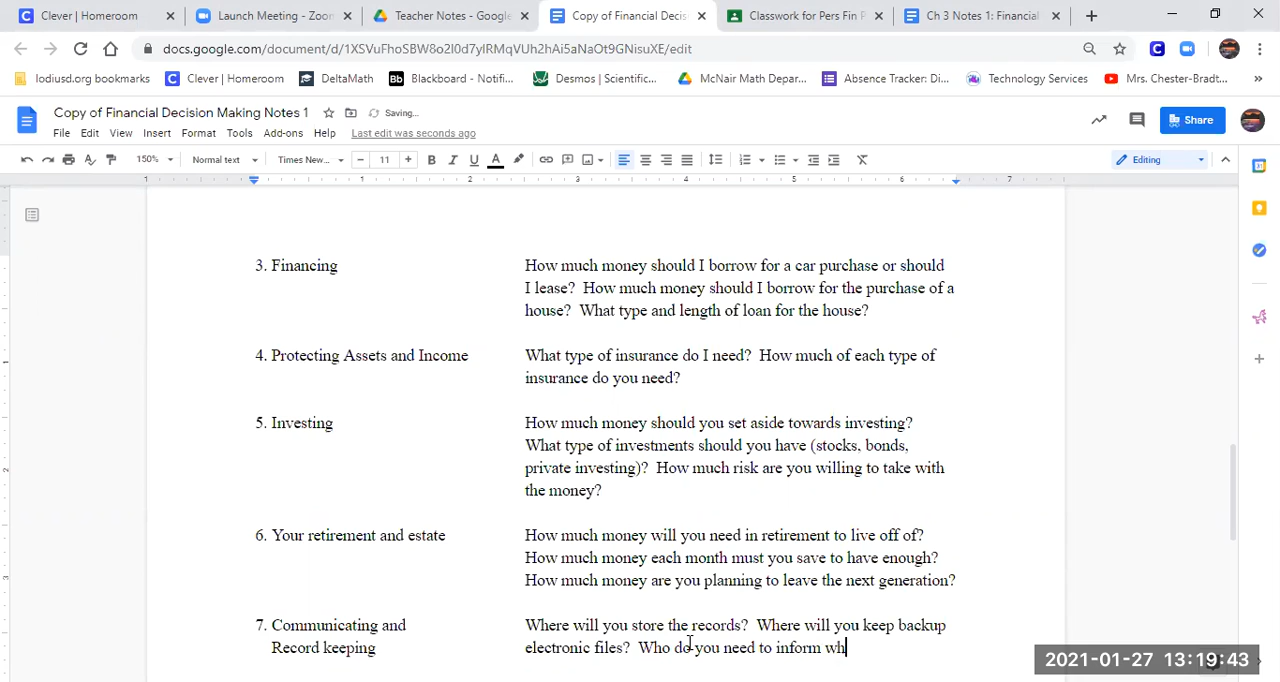 Clever | Homeroom
Launch Meeting - Zoom
Teacher Notes - Google
Copy of Financial Decis
Classwork for Pers Fin P
Ch 3 Notes 1: Financial
docs.google.com/document/d/1XSVuFhoSBW8o2I0d7yIRMqVUh2hAi5aNaOt9GNisuXE/edit
lodiusd.org bookmarks
Clever | Homeroom
DeltaMath
Blackboard - Notifi...
Desmos | Scientific...
McNair Math Depar...
Absence Tracker: Di...
Technology Services
Mrs. Chester-Bradt...
Copy of Financial Decision Making Notes 1
Saving...
File Edit View Insert Format Tools Add-ons Help Last edit was seconds ago
Share
150% Normal text Times New... 11 B I U A Editing
1 1 2 3 4 5 6 7
3. Financing How much money should I borrow for a car purchase or should
I lease? How much money should I borrow for the purchase of a
house? What type and length of loan for the house?
4. Protecting Assets and Income What type of insurance do I need? How much of each type of
insurance do you need?
5. Investing How much money should you set aside towards investing?
What type of investments should you have (stocks, bonds,
private investing)? How much risk are you willing to take with
the money?
6. Your retirement and estate How much money will you need in retirement to live off of?
How much money each month must you save to have enough?
How much money are you planning to leave the next generation?
7. Communicating and Where will you store the records? Where will you keep backup
Record keeping electronic files? Who do you need to inform wh
2021-01-27 13:19:43